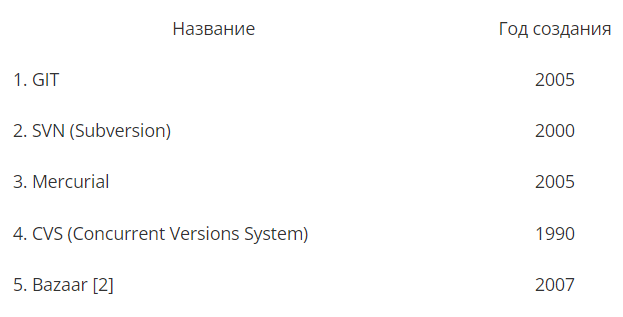 Название Год создания
1. GIT 2005
2. SVN (Subversion) 2000
3. Mercurial 2005
4. CVS (Concurrent Versions System) 1990
5. Bazaar [2] 2007